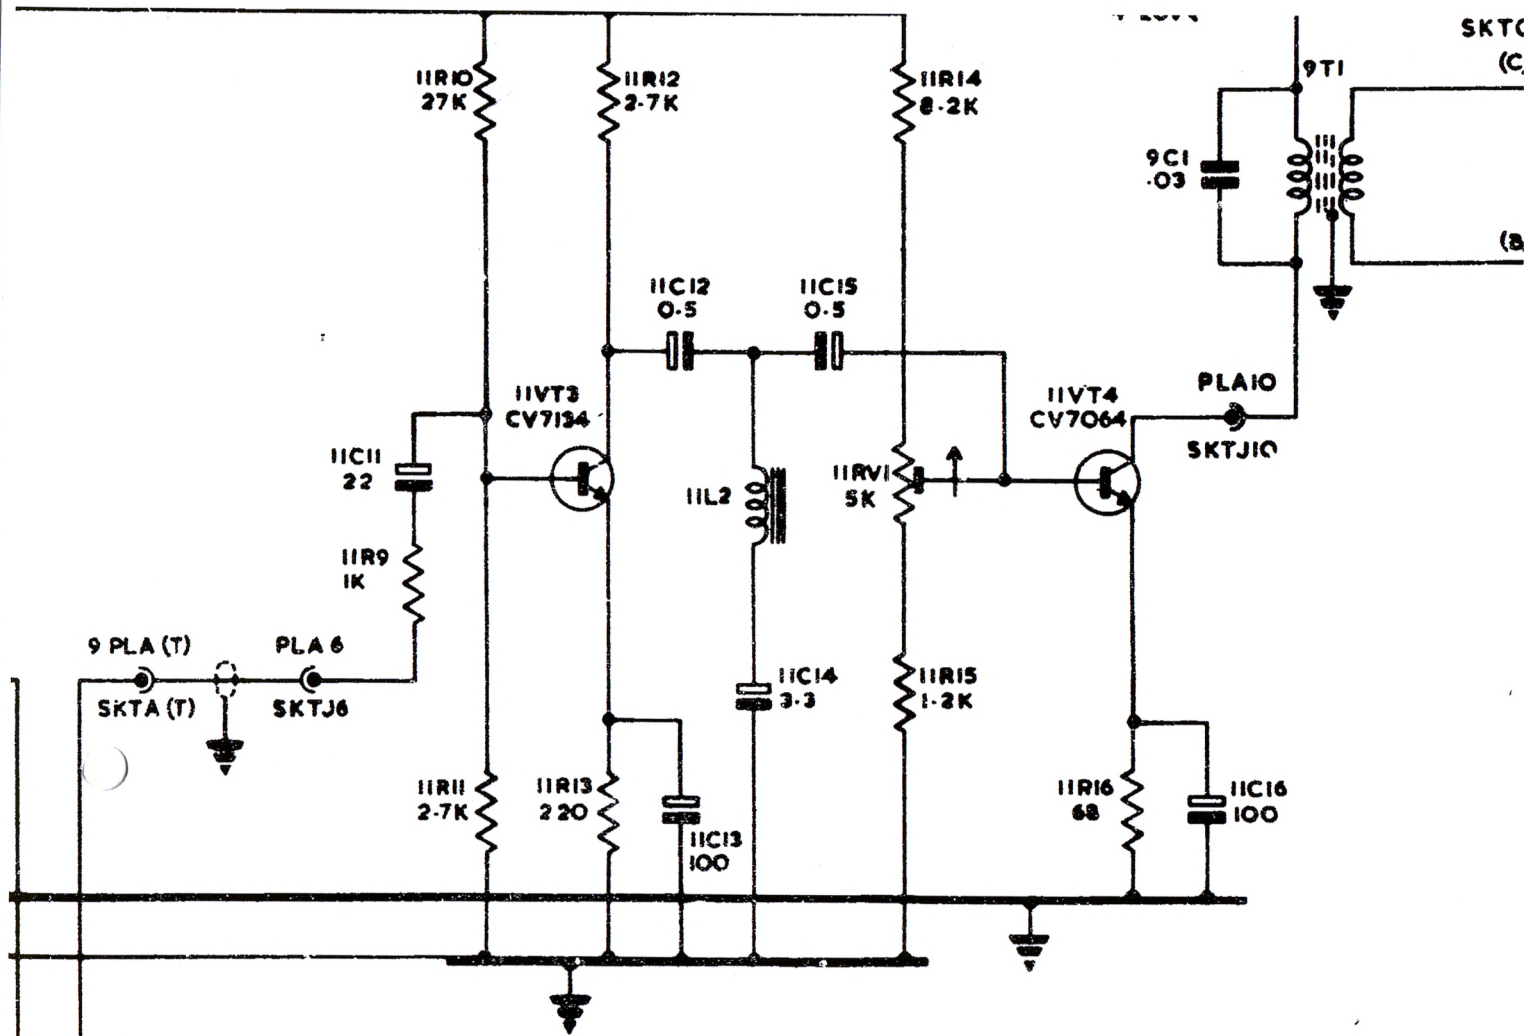 SKT
(C
9T1
11R10
27K
11R12
2·7K
11R14
8·2K
9C1
·03
(B
11C12
0·5
11C15
0·5
11VT3
CV7134
11VT4
CV7064
PLA10
SKTJ10
11C11
22
11L2
11RV1
5K
11R9
1K
9 PLA (T)
PLA 6
SKTA (T)
SKTJ6
11C14
3·3
11R15
1·2K
11R11
2·7K
11R13
220
11C13
100
11R16
68
11C16
100